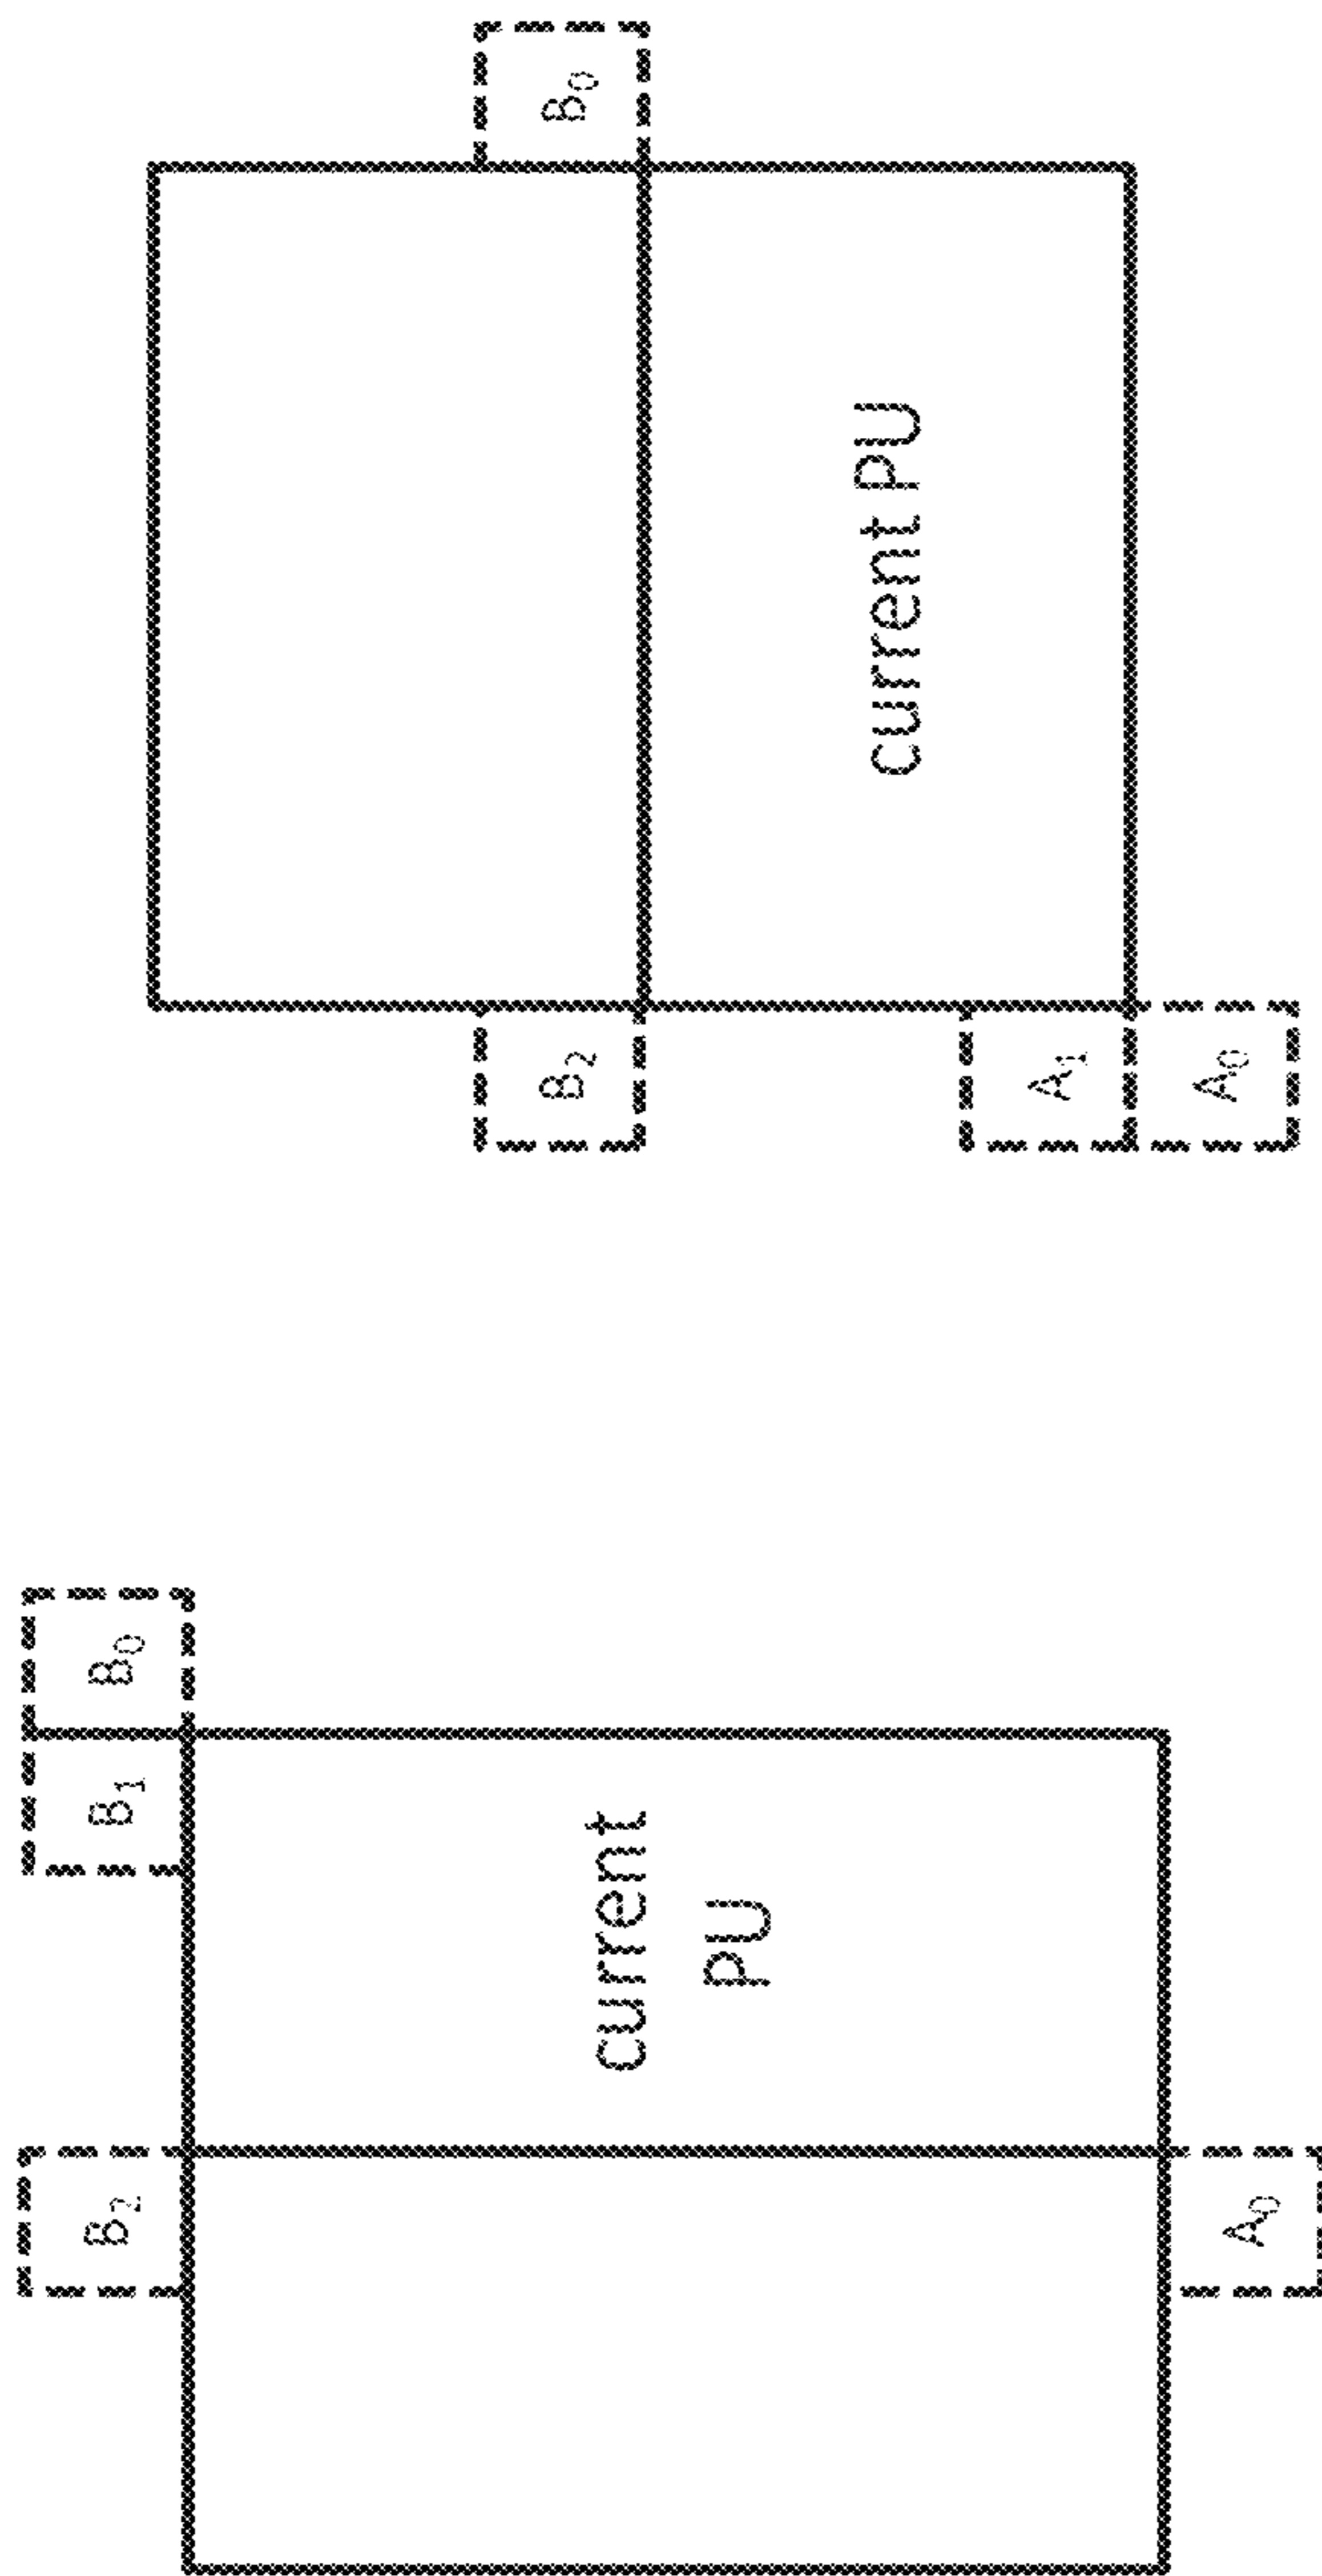 B₂
B₁
B₀
current
PU
A₀
B₂
B₀
current PU
A₁
A₀